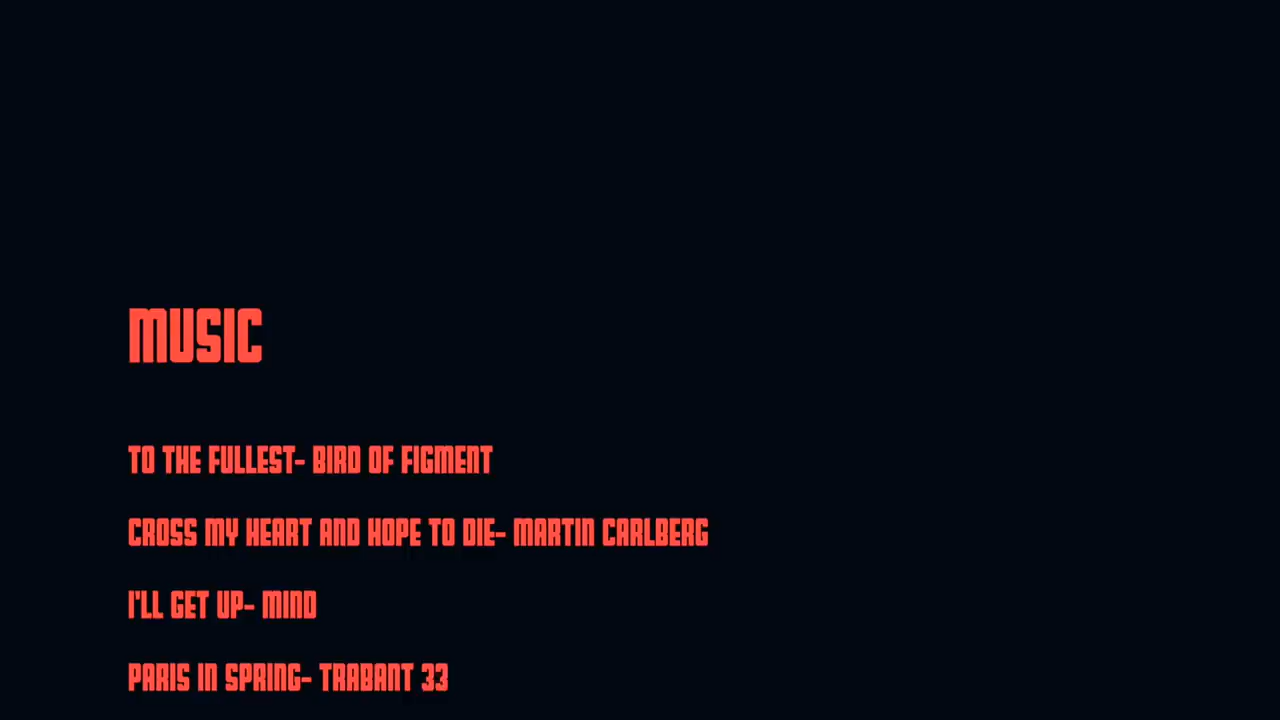 MUSIC
TO THE FULLEST- BIRD OF FIGMENT
CROSS MY HEART AND HOPE TO DIE- MARTIN CARLBERG
I'LL GET UP- MIND
PARIS IN SPRING- TRABANT 33